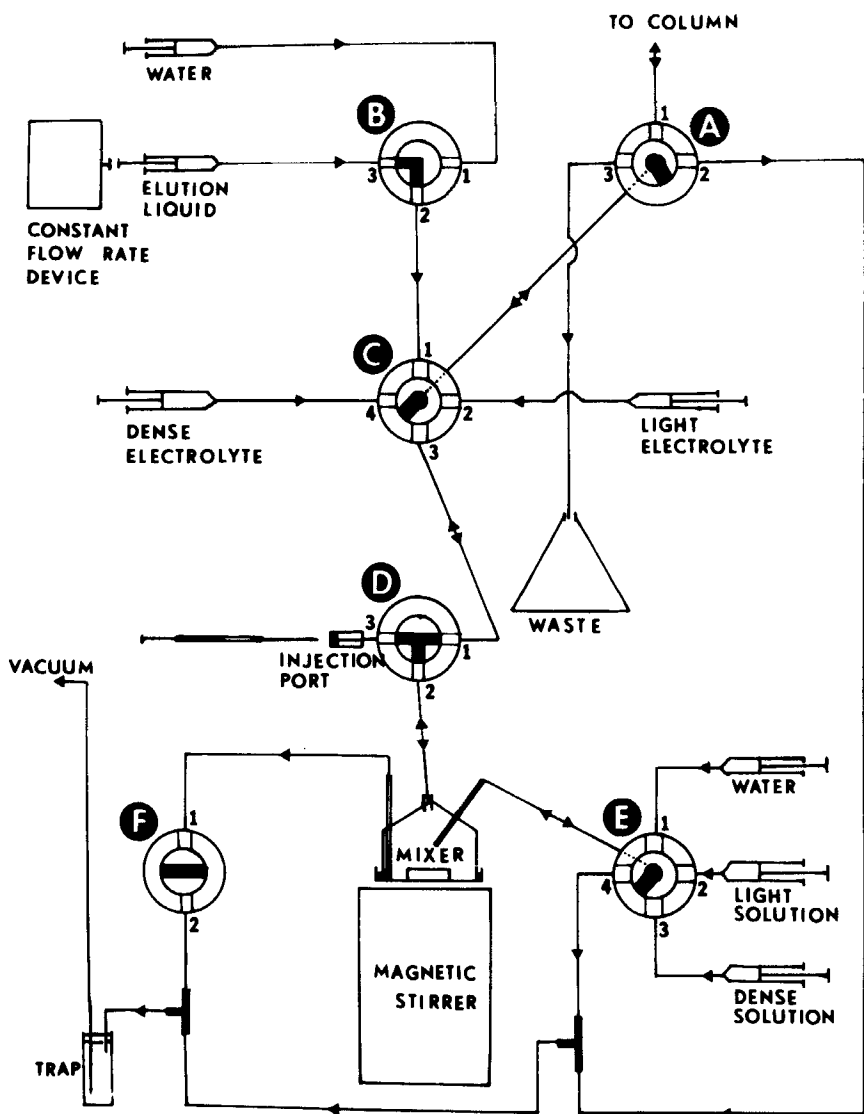 TO COLUMN
WATER
B
A
1
3
1
2
3
2
ELUTION
LIQUID
CONSTANT
FLOW RATE
DEVICE
C
1
4
2
3
DENSE
ELECTROLYTE
LIGHT
ELECTROLYTE
D
3
1
2
INJECTION
PORT
WASTE
VACUUM
WATER
F
1
E
1
MIXER
4
2
LIGHT
SOLUTION
2
3
MAGNETIC
STIRRER
DENSE
SOLUTION
TRAP